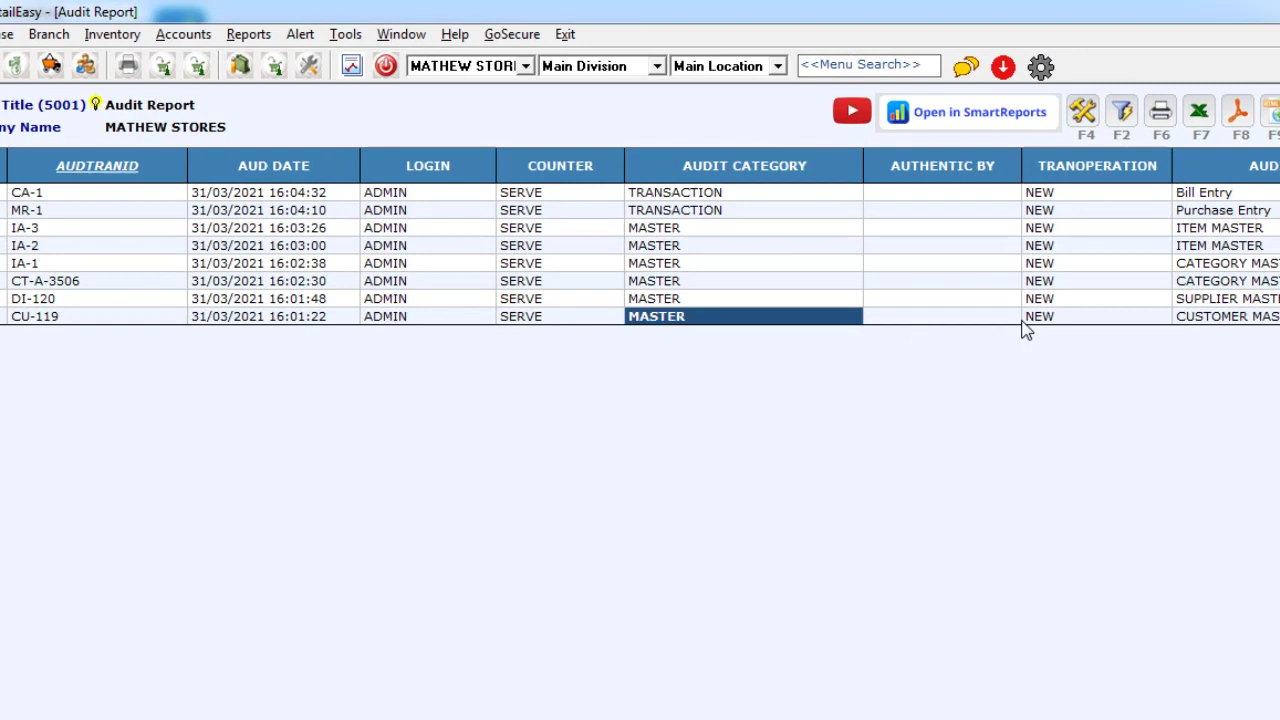 tailEasy - [Audit Report]
se Branch Inventory Accounts Reports Alert Tools Window Help GoSecure Exit
MATHEW STORI Main Division Main Location <<Menu Search>>
Title (5001) Audit Report
ny Name MATHEW STORES
Open in SmartReports
F4 F2 F6 F7 F8 F9
AUDTRANID AUD DATE LOGIN COUNTER AUDIT CATEGORY AUTHENTIC BY TRANOPERATION AUD
CA-1 31/03/2021 16:04:32 ADMIN SERVE TRANSACTION NEW Bill Entry
MR-1 31/03/2021 16:04:10 ADMIN SERVE TRANSACTION NEW Purchase Entry
IA-3 31/03/2021 16:03:26 ADMIN SERVE MASTER NEW ITEM MASTER
IA-2 31/03/2021 16:03:00 ADMIN SERVE MASTER NEW ITEM MASTER
IA-1 31/03/2021 16:02:38 ADMIN SERVE MASTER NEW CATEGORY MAST
CT-A-3506 31/03/2021 16:02:30 ADMIN SERVE MASTER NEW CATEGORY MAST
DI-120 31/03/2021 16:01:48 ADMIN SERVE MASTER NEW SUPPLIER MASTE
CU-119 31/03/2021 16:01:22 ADMIN SERVE MASTER NEW CUSTOMER MAS